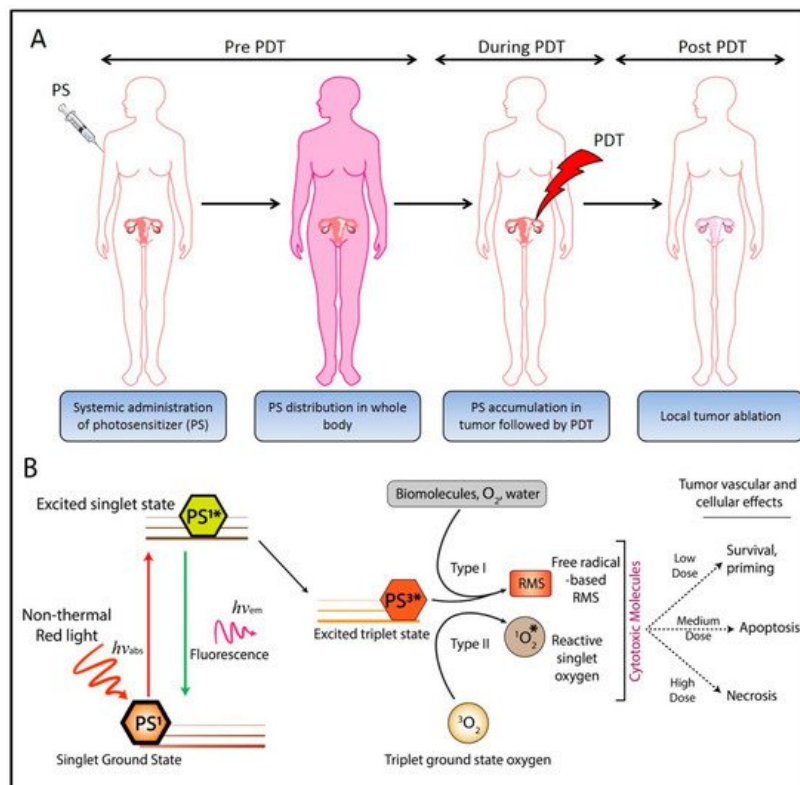 A
Pre PDT
During PDT
Post PDT
PS
PDT
Systemic administration
of photosensitizer (PS)
PS distribution in whole
body
PS accumulation in
tumor followed by PDT
Local tumor ablation
B
Excited singlet state
PS¹*
Biomolecules, O₂, water
Tumor vascular and
cellular effects
Non-thermal
Red light
hνabs
hνem
Fluorescence
PS¹
Singlet Ground State
PS³*
Excited triplet state
Type I
RMS
Free radical
-based
RMS
Type II
¹O₂*
Reactive
singlet
oxygen
³O₂
Triplet ground state oxygen
Cytotoxic Molecules
Low
Dose
Survival,
priming
Medium
Dose
Apoptosis
High
Dose
Necrosis